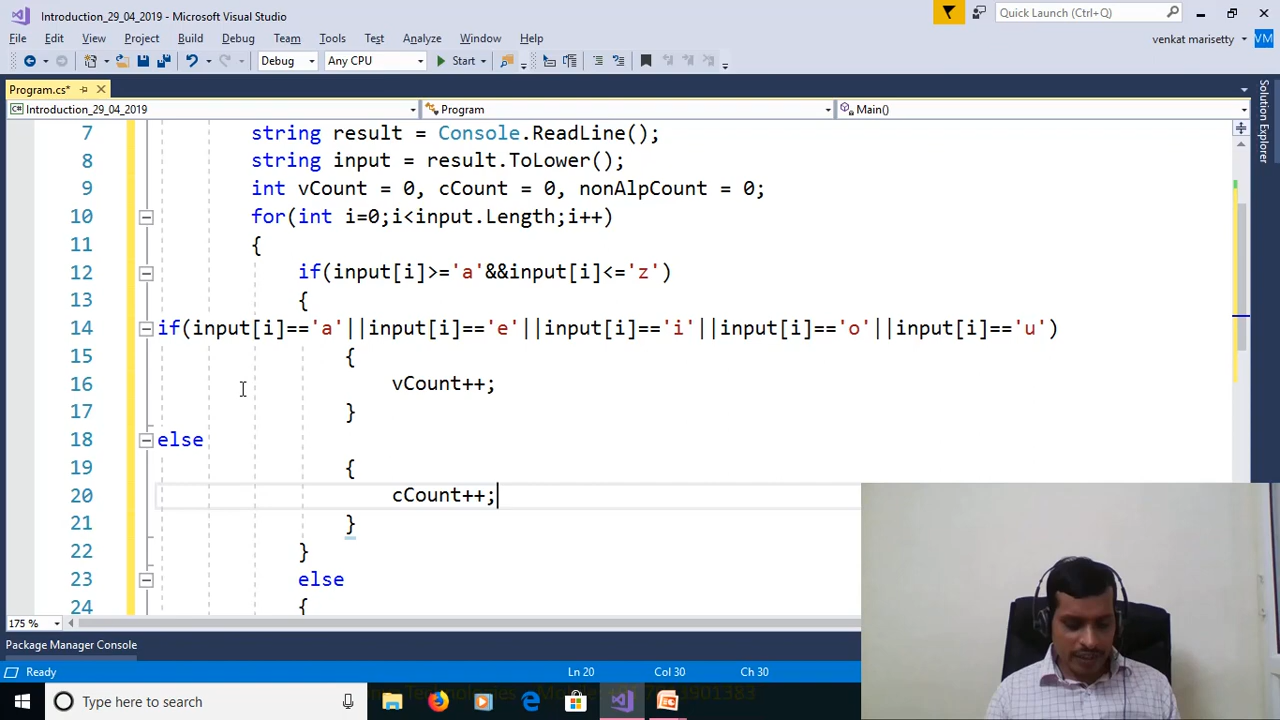 Introduction_29_04_2019 - Microsoft Visual Studio
Quick Launch (Ctrl+Q)
File Edit View Project Build Debug Team Tools Test Analyze Window Help
venkat marisetty VM
Debug Any CPU Start
Program.cs*
Introduction_29_04_2019 Program Main()
Solution Explorer
7 string result = Console.ReadLine();
8 string input = result.ToLower();
9 int vCount = 0, cCount = 0, nonAlpCount = 0;
10 for(int i=0;i<input.Length;i++)
11 {
12 if(input[i]>='a'&&input[i]<='z')
13 {
14 if(input[i]=='a'||input[i]=='e'||input[i]=='i'||input[i]=='o'||input[i]=='u')
15 {
16 vCount++;
17 }
18 else
19 {
20 cCount++;
21 }
22 }
23 else
24 {
175 %
Package Manager Console
Ready Ln 20 Col 30 Ch 30
Type here to search